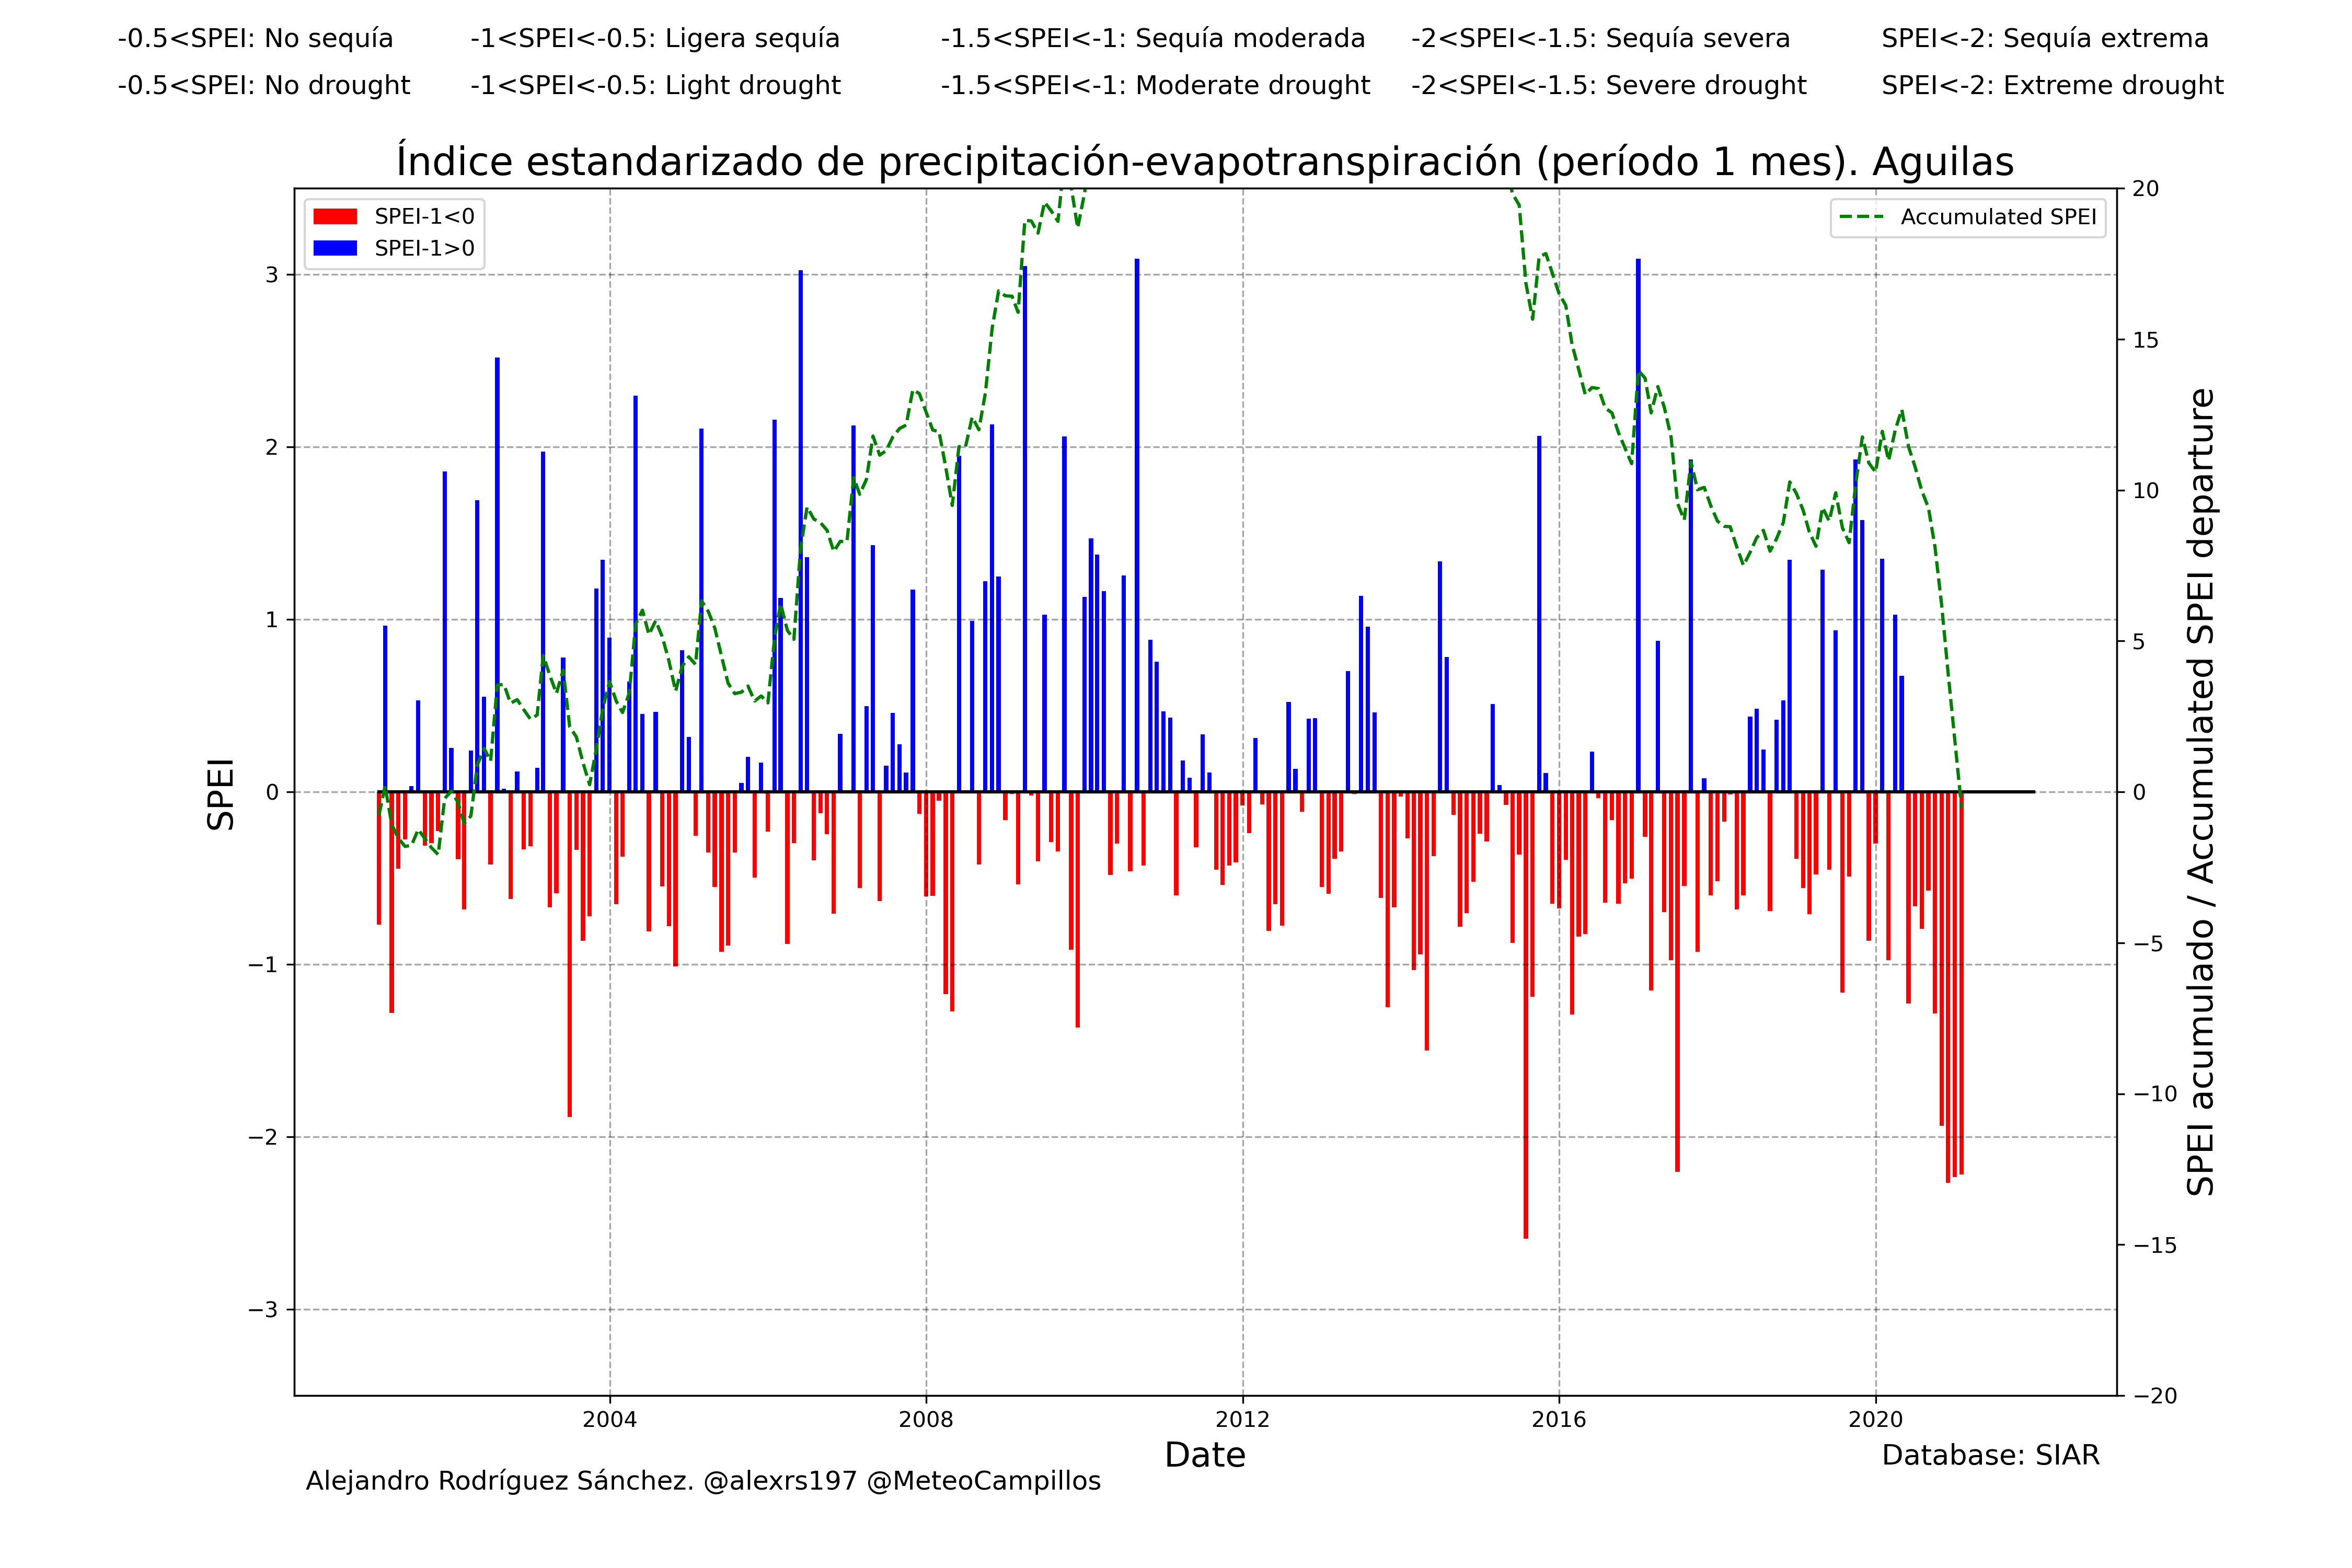 -0.5<SPEI: No sequía -1<SPEI<-0.5: Ligera sequía -1.5<SPEI<-1: Sequía moderada -2<SPEI<-1.5: Sequía severa SPEI<-2: Sequía extrema
-0.5<SPEI: No drought -1<SPEI<-0.5: Light drought -1.5<SPEI<-1: Moderate drought -2<SPEI<-1.5: Severe drought SPEI<-2: Extreme drought
Índice estandarizado de precipitación-evapotranspiración (período 1 mes). Aguilas
SPEI-1<0
SPEI-1>0
Accumulated SPEI
SPEI
3
2
1
0
−1
−2
−3
20
15
10
5
0
−5
−10
−15
−20
SPEI acumulado / Accumulated SPEI departure
2004 2008 2012 2016 2020
Date
Database: SIAR
Alejandro Rodríguez Sánchez. @alexrs197 @MeteoCampillos